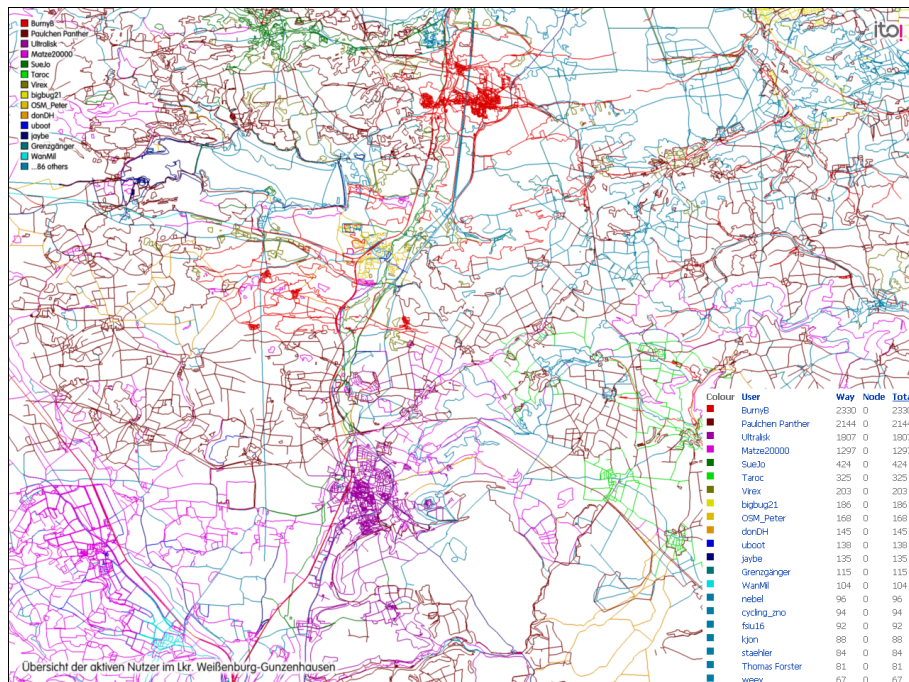 BurnyB
Paulchen Panther
Ultralisk
Matze20000
SueJo
Taroc
Virex
bigbug21
OSM_Peter
donDH
uboot
jaybe
Grenzgänger
WanMil
...86 others
ito!
Colour User Way Node Tota
BurnyB 2330 0 2330
Paulchen Panther 2144 0 2144
Ultralisk 1807 0 1807
Matze20000 1297 0 1297
SueJo 424 0 424
Taroc 325 0 325
Virex 203 0 203
bigbug21 186 0 186
OSM_Peter 168 0 168
donDH 145 0 145
uboot 138 0 138
jaybe 135 0 135
Grenzgänger 115 0 115
WanMil 104 0 104
nebel 96 0 96
cycling_zno 94 0 94
fsiu16 92 0 92
kjon 88 0 88
staehler 84 0 84
Thomas Forster 81 0 81
weex 67 0 67
Übersicht der aktiven Nutzer im Lkr. Weißenburg-Gunzenhausen